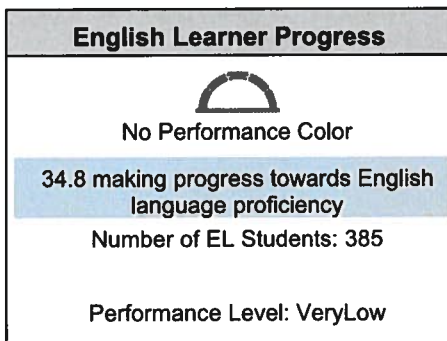 English Learner Progress
No Performance Color
34.8 making progress towards English
language proficiency
Number of EL Students: 385
Performance Level: VeryLow